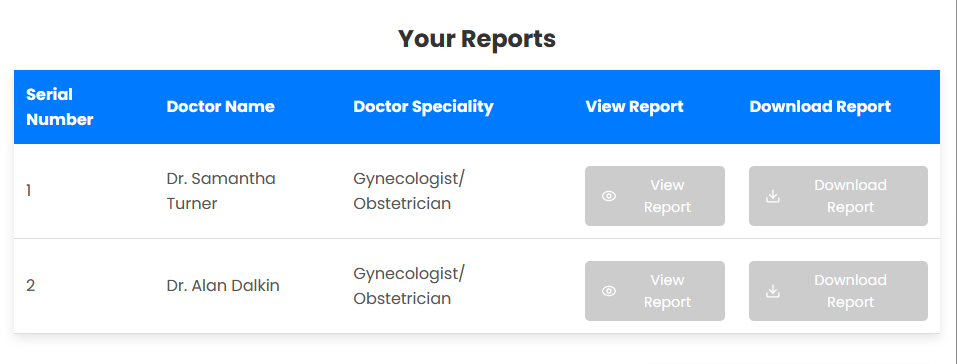 Your Reports
Serial
Number
Doctor Name
Doctor Speciality
View Report
Download Report
1
Dr. Samantha
Turner
Gynecologist/
Obstetrician
View
Report
Download
Report
2
Dr. Alan Dalkin
Gynecologist/
Obstetrician
View
Report
Download
Report